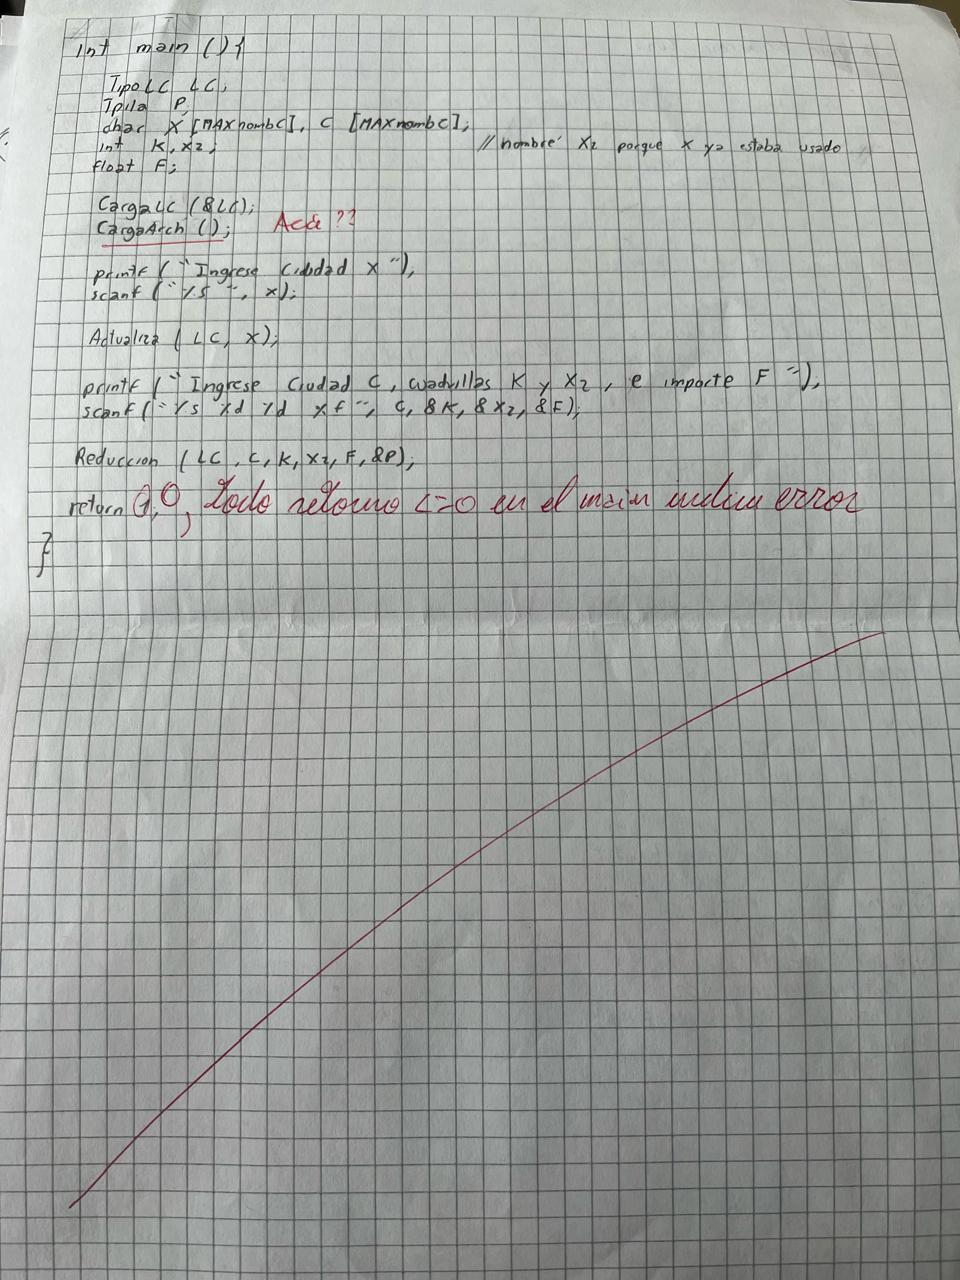 int main (){
TipoLC LC;
Tpila P;
char X [MAXnombC], C [MAXnombC];
int K, X2; // nombré X2 porque X ya estaba usado
float F;
CargaLC (&LC);
CargaArch (); Acá ??
printf ("Ingrese Ciudad X ");
scanf (" %s ", x);
Actualiza (LC, X);
printf (" Ingrese Ciudad C, cuadrillas K y X2, e importe F ");
scanf (" %s %d %d %f ", C, &K, &X2, &F);
Reduccion (LC, C, K, X2, F, &P);
return 0; Todo retorno <=0 en el main indica error
}